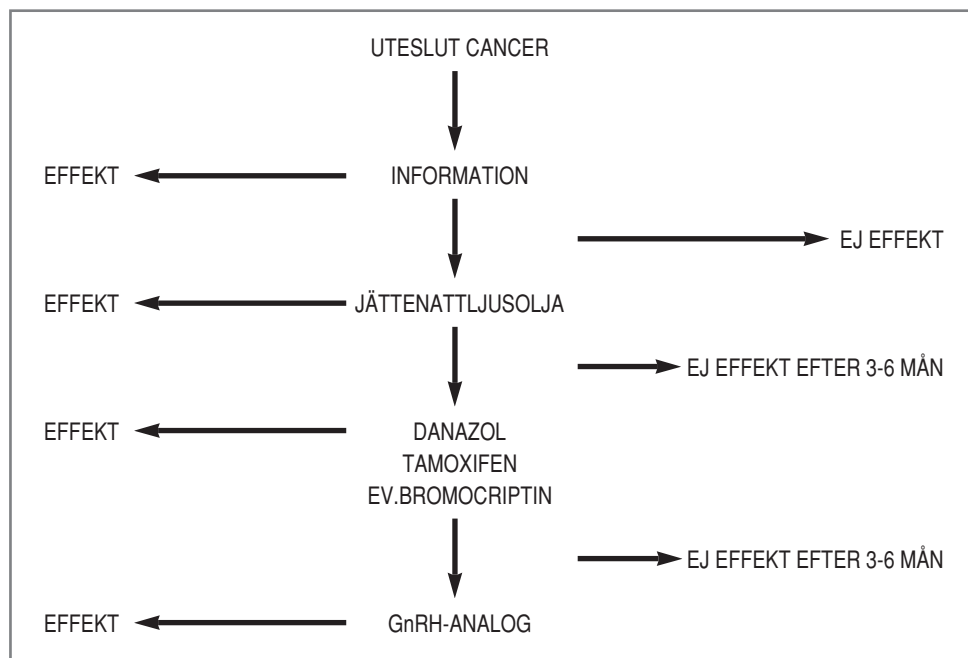 UTESLUT CANCER
EFFEKT
INFORMATION
EJ EFFEKT
EFFEKT
JÄTTENATTLJUSOLJA
EJ EFFEKT EFTER 3-6 MÅN
EFFEKT
DANAZOL
TAMOXIFEN
EV.BROMOCRIPTIN
EJ EFFEKT EFTER 3-6 MÅN
EFFEKT
GnRH-ANALOG